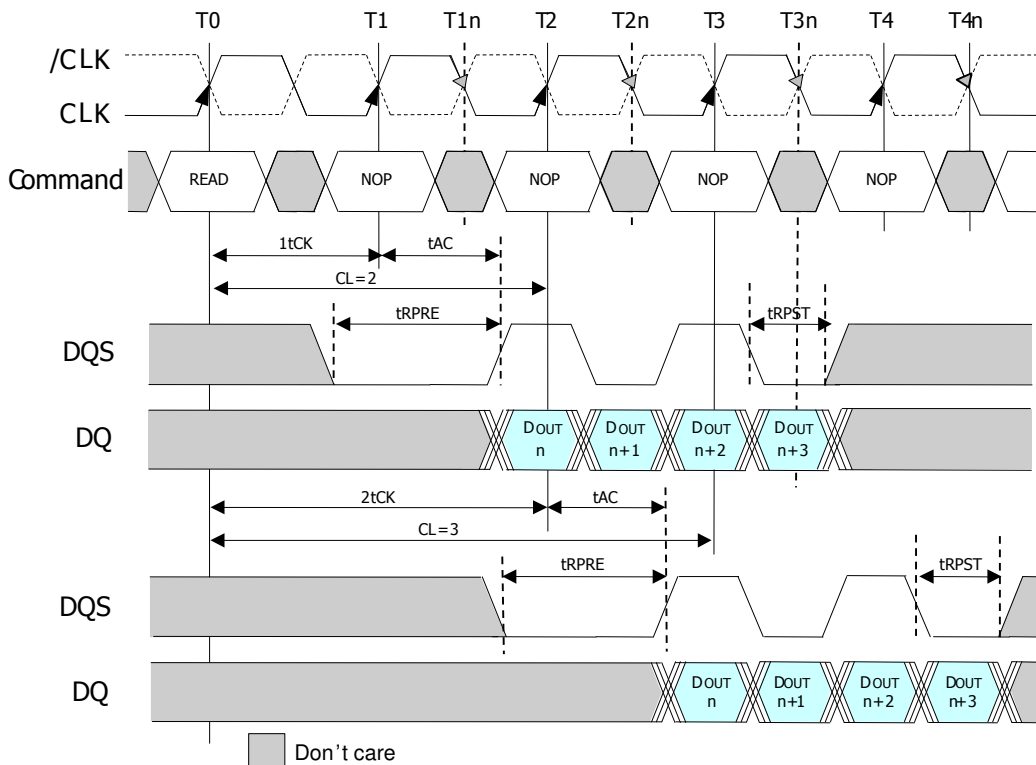 T0 T1 T1n T2 T2n T3 T3n T4 T4n
/CLK
CLK
Command READ NOP NOP NOP NOP
1tCK tAC
CL=2
tRPRE tRPST
DQS
DQ
DOUT n DOUT n+1 DOUT n+2 DOUT n+3
2tCK tAC
CL=3
tRPRE tRPST
DQS
DQ
DOUT n DOUT n+1 DOUT n+2 DOUT n+3
Don't care